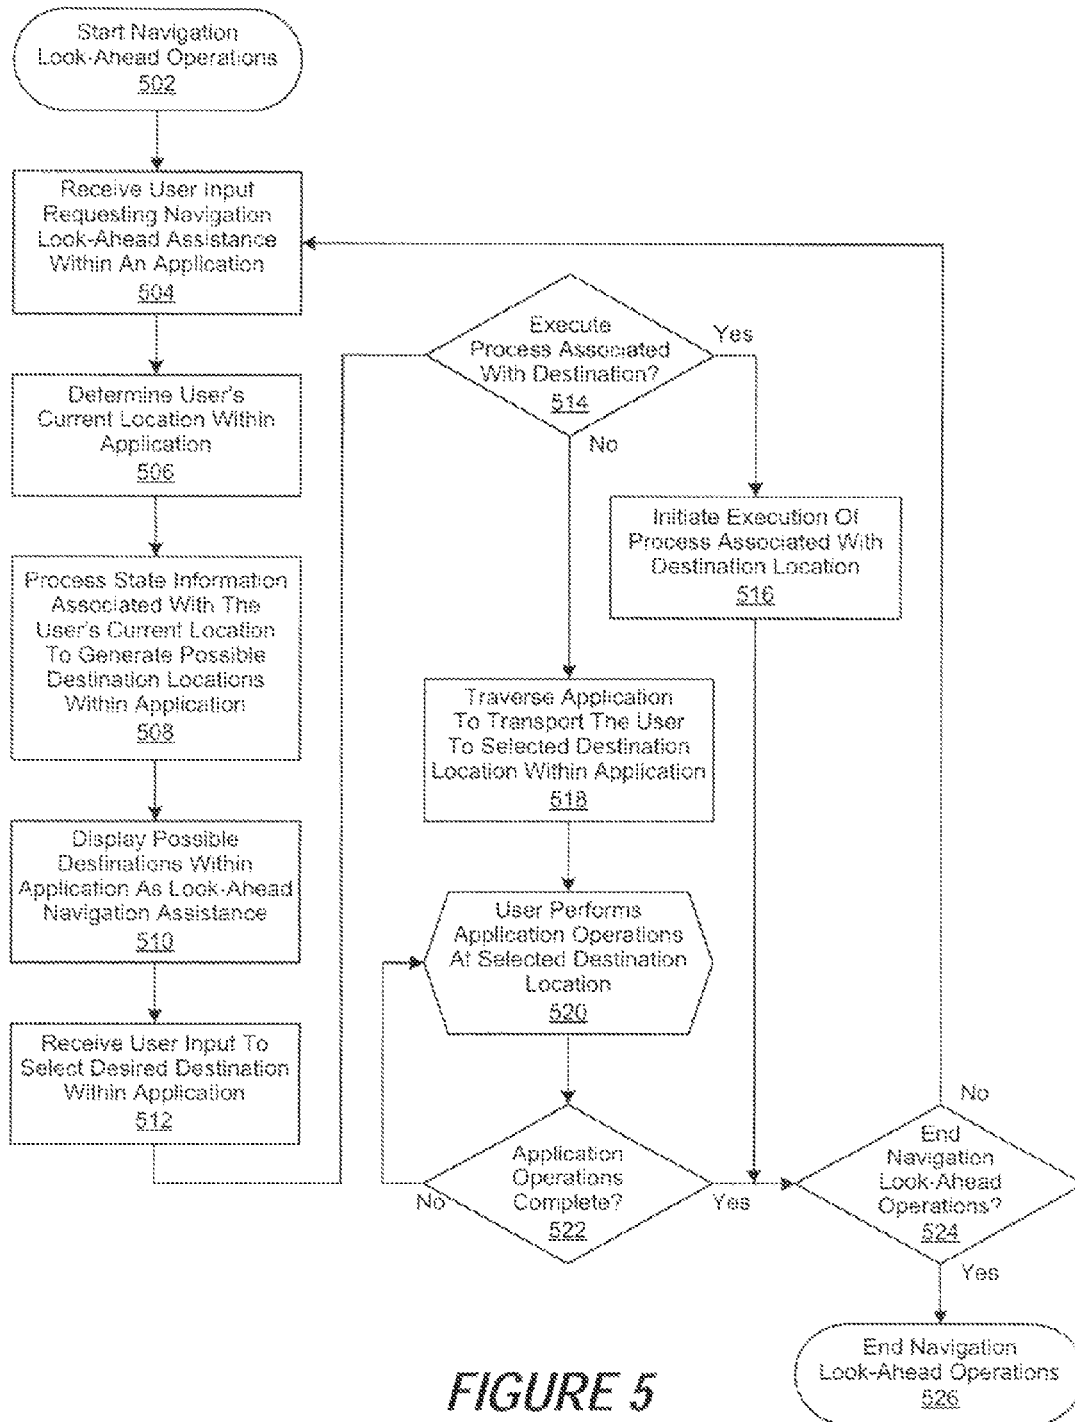 Start Navigation
Look-Ahead Operations
502
Receive User Input
Requesting Navigation
Look-Ahead Assistance
Within An Application
504
Determine User's
Current Location Within
Application
506
Process State Information
Associated With The
User's Current Location
To Generate Possible
Destination Locations
Within Application
508
Display Possible
Destinations Within
Application As Look-Ahead
Navigation Assistance
510
Receive User Input To
Select Desired Destination
Within Application
512
Execute
Process Associated
With Destination?
514
Yes
No
Initiate Execution Of
Process Associated With
Destination Location
516
Traverse Application
To Transport The User
To Selected Destination
Location Within Application
518
User Performs
Application Operations
At Selected Destination
Location
520
Application
Operations
Complete?
522
No
Yes
End
Navigation
Look-Ahead
Operations?
524
No
Yes
End Navigation
Look-Ahead Operations
526
FIGURE 5